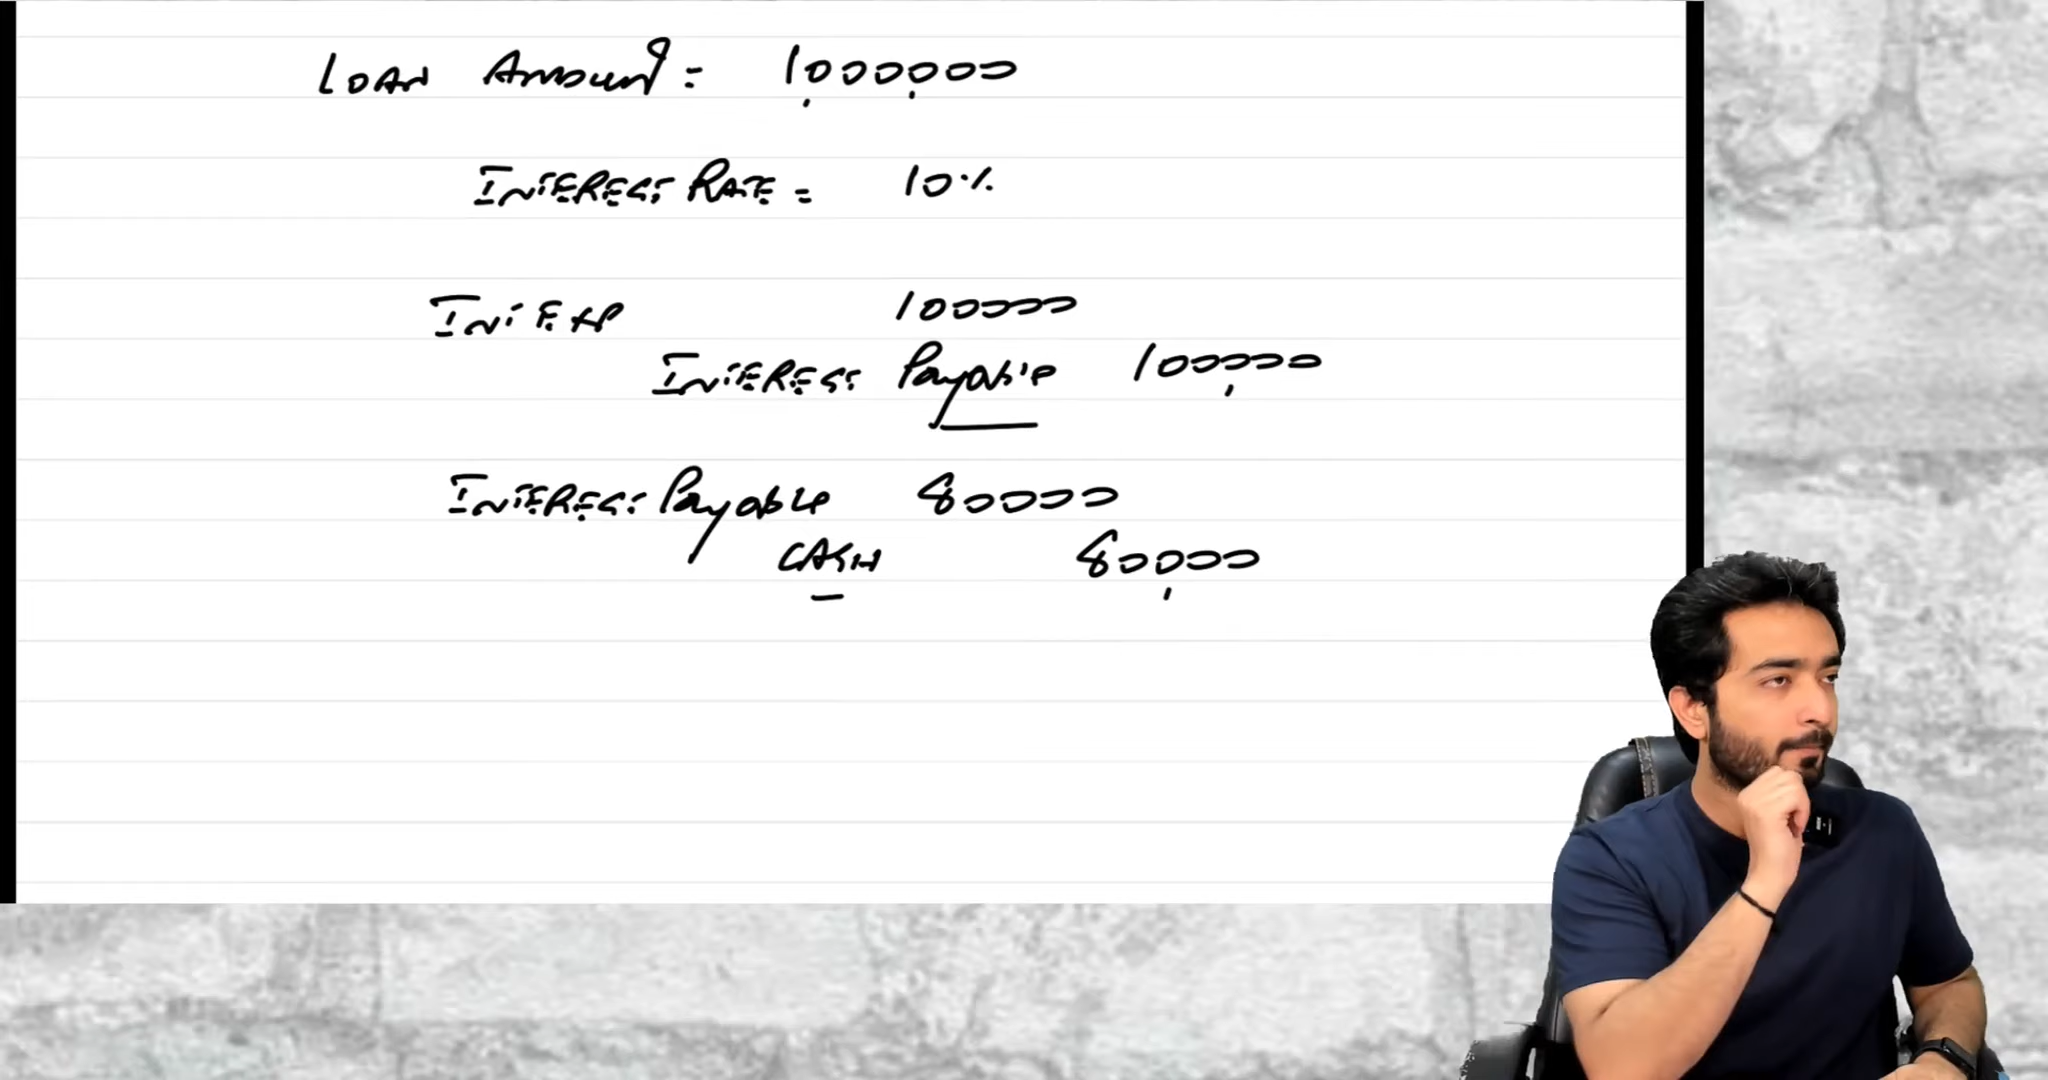 LOAN Amount = 1,000,000
INTEREST RATE = 10%
INT EXP 100000
INTEREST Payable 100,000
INTEREST Payable 80000
CASH 80,000